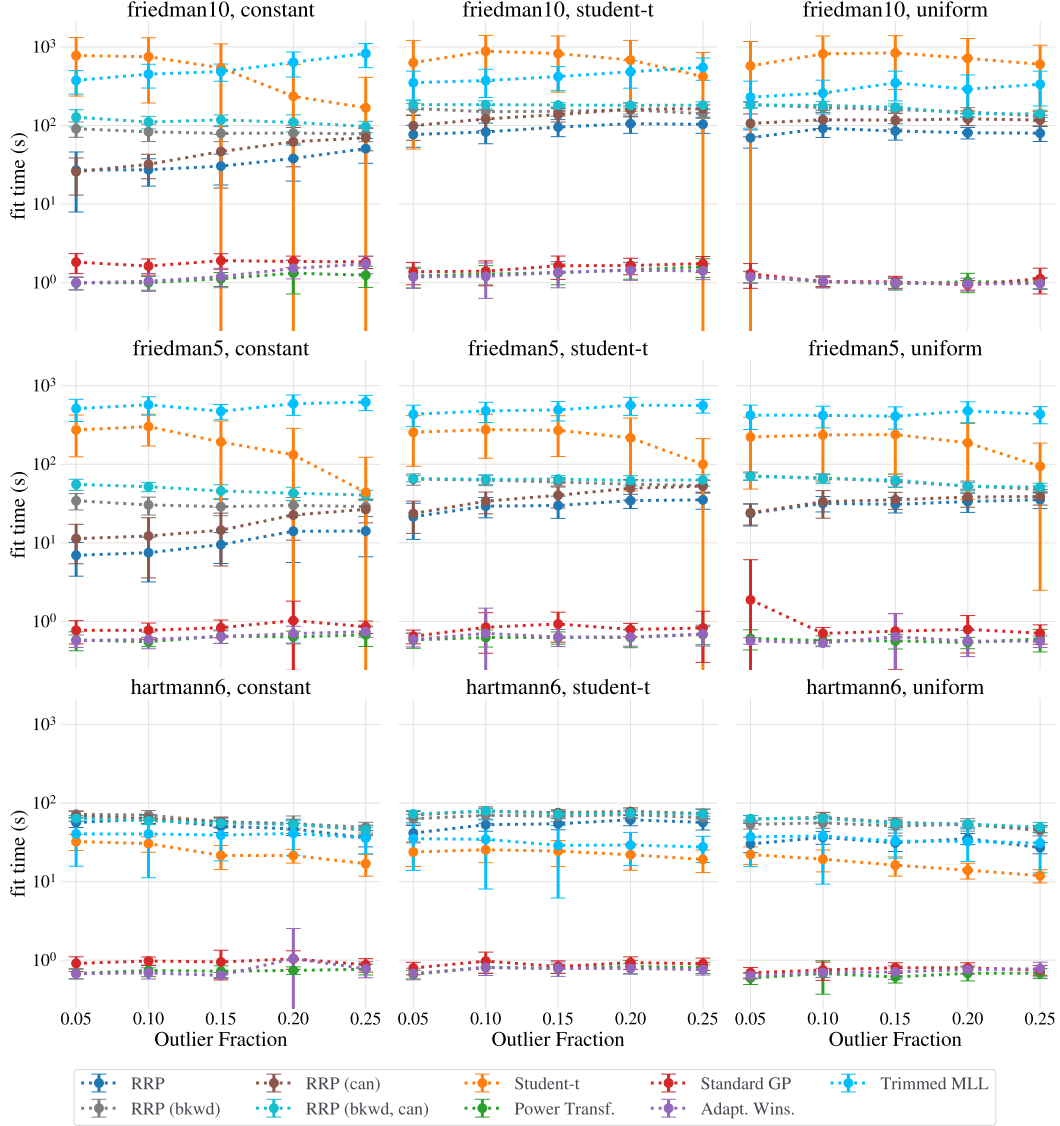 friedman10, constant friedman10, student-t friedman10, uniform
10³
10²
10¹
10⁰
fit time (s)
friedman5, constant friedman5, student-t friedman5, uniform
10³
10²
10¹
10⁰
fit time (s)
hartmann6, constant hartmann6, student-t hartmann6, uniform
10³
10²
10¹
10⁰
fit time (s)
0.05 0.10 0.15 0.20 0.25 0.05 0.10 0.15 0.20 0.25 0.05 0.10 0.15 0.20 0.25
Outlier Fraction Outlier Fraction Outlier Fraction
RRP RRP (can) Student-t Standard GP Trimmed MLL
RRP (bkwd) RRP (bkwd, can) Power Transf. Adapt. Wins.